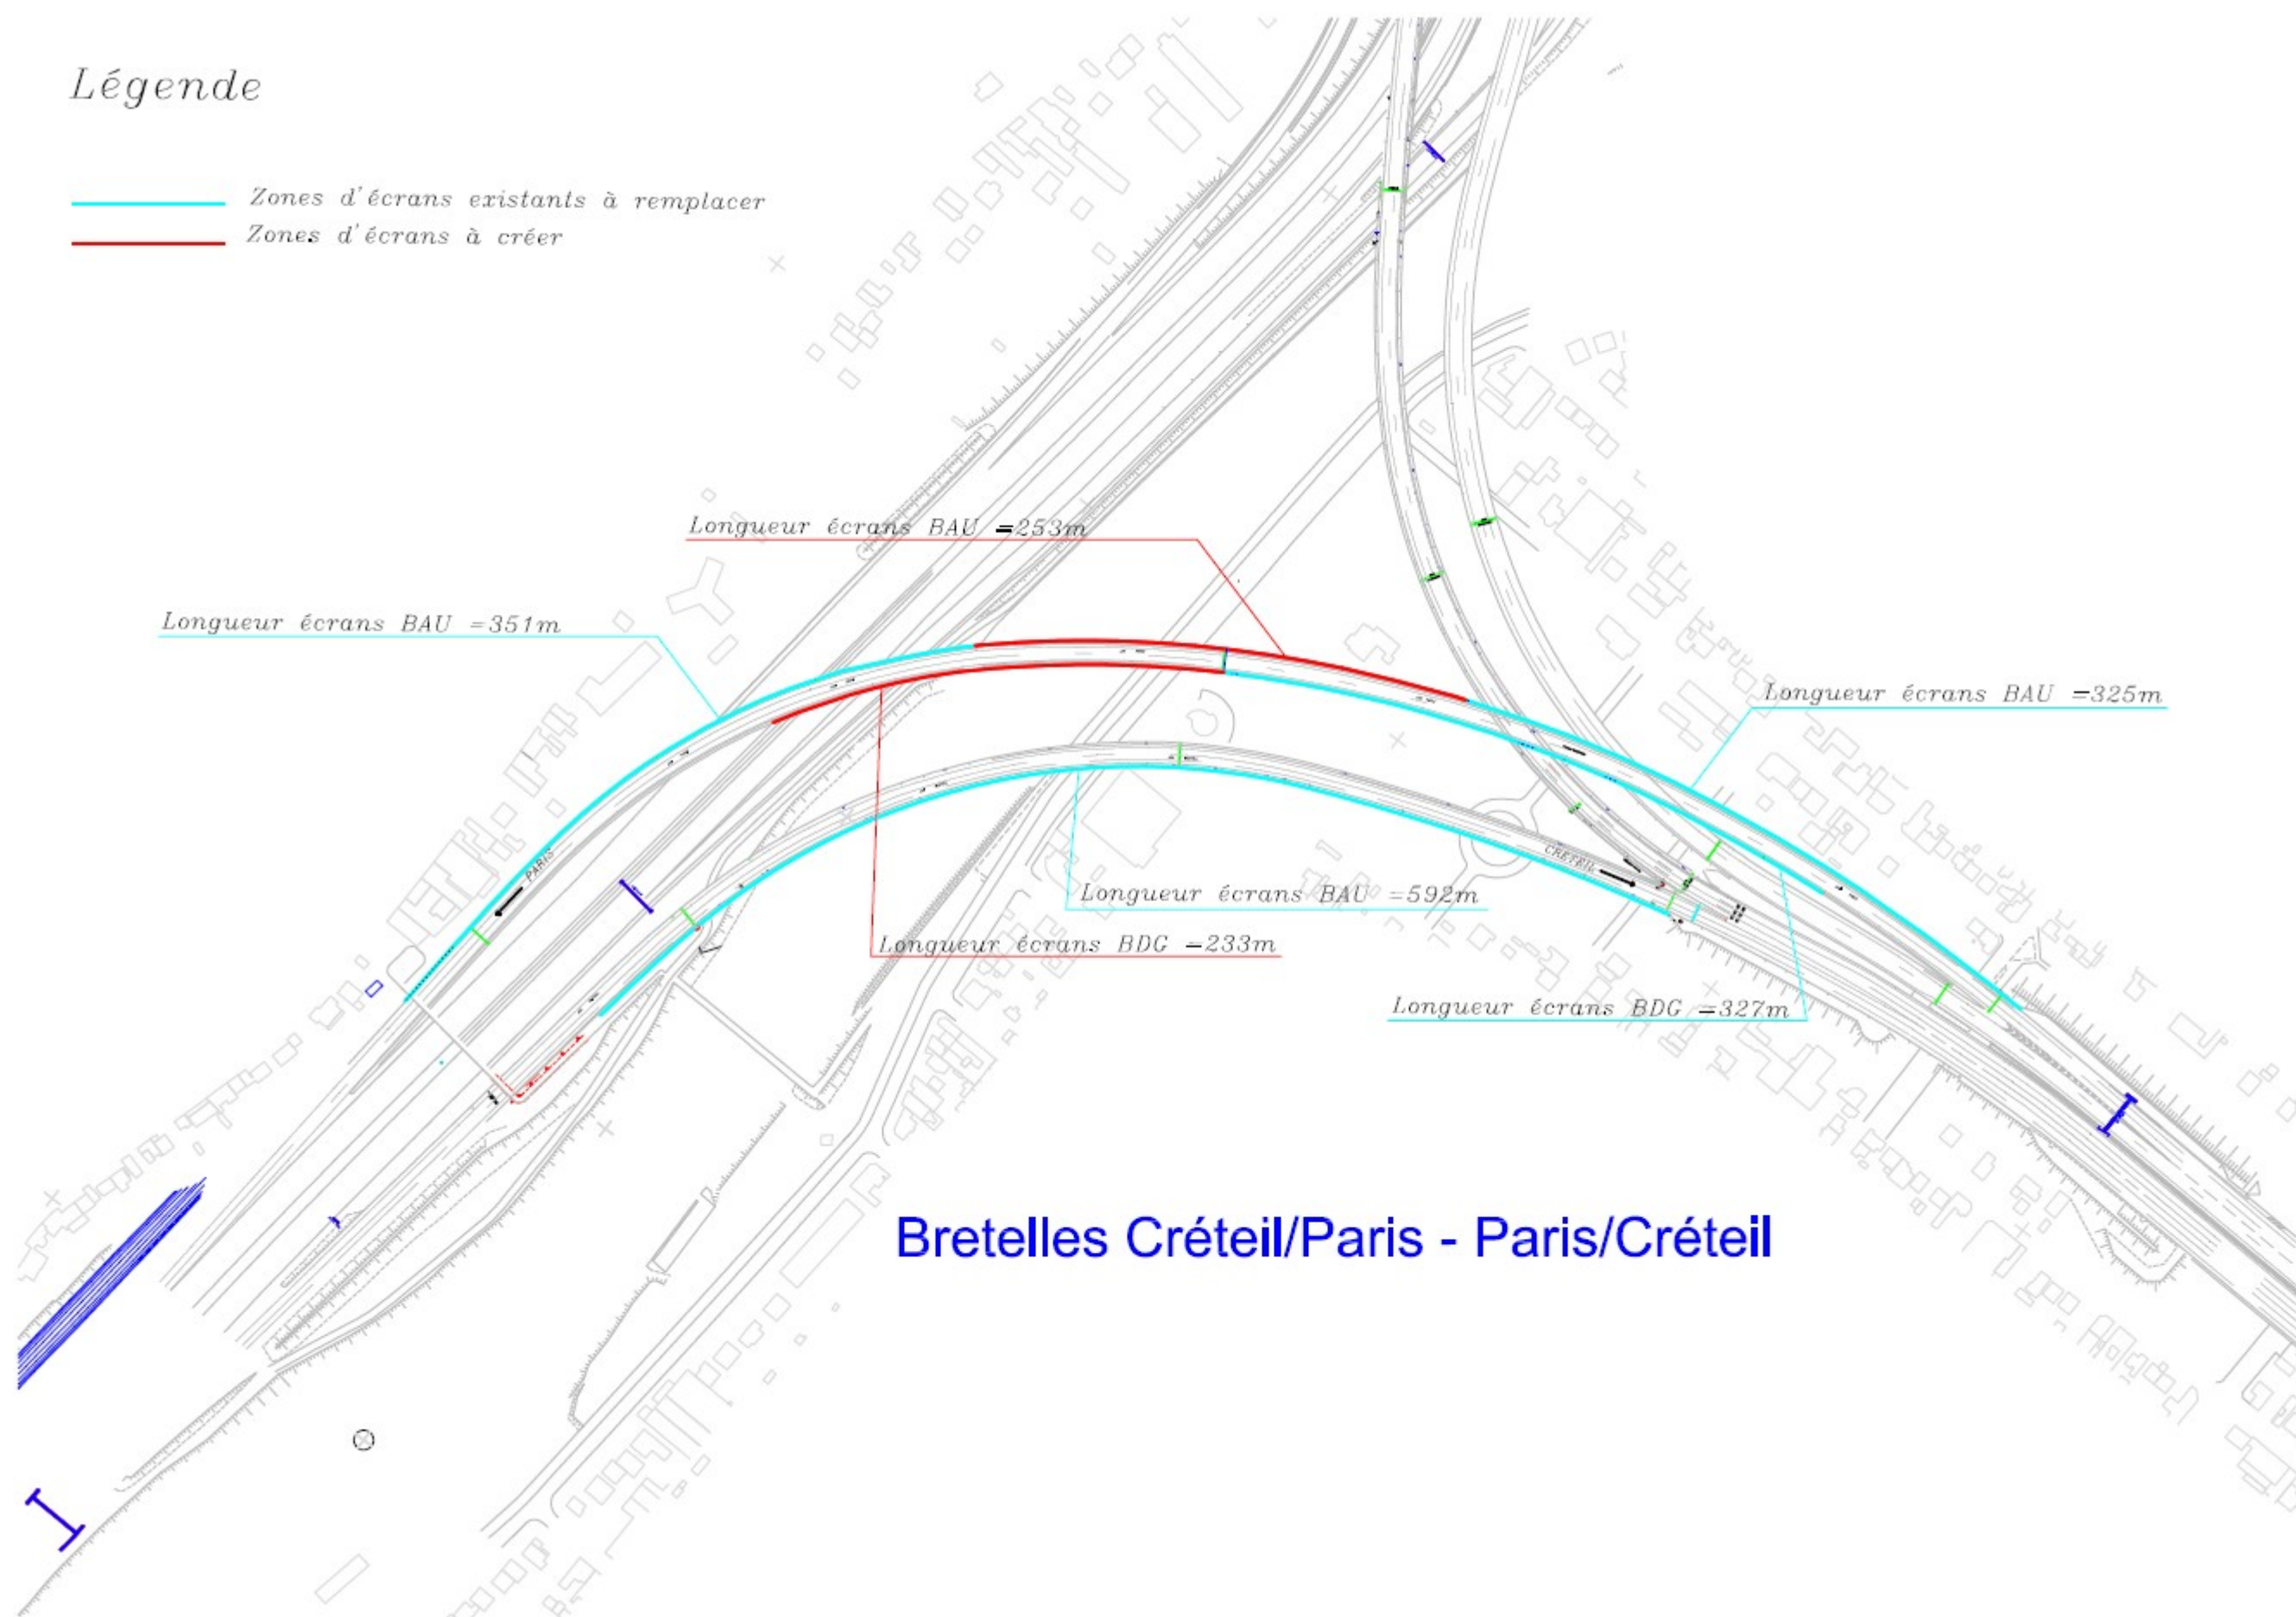 Légende
Zones d'écrans existants à remplacer
Zones d'écrans à créer
Longueur écrans BAU =253m
Longueur écrans BAU =351m
Longueur écrans BAU =325m
PARIS
CRETEIL
Longueur écrans BAU =592m
Longueur écrans BDG =233m
Longueur écrans BDG =327m
Bretelles Créteil/Paris - Paris/Créteil